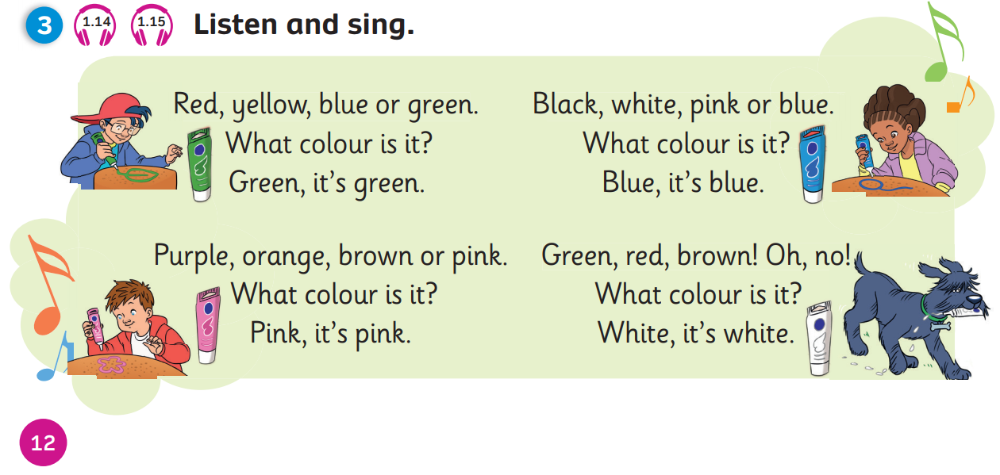 3 1.14 1.15 Listen and sing.
Red, yellow, blue or green.
What colour is it?
Green, it's green.
Black, white, pink or blue.
What colour is it?
Blue, it's blue.
Purple, orange, brown or pink.
What colour is it?
Pink, it's pink.
Green, red, brown! Oh, no!
What colour is it?
White, it's white.
12